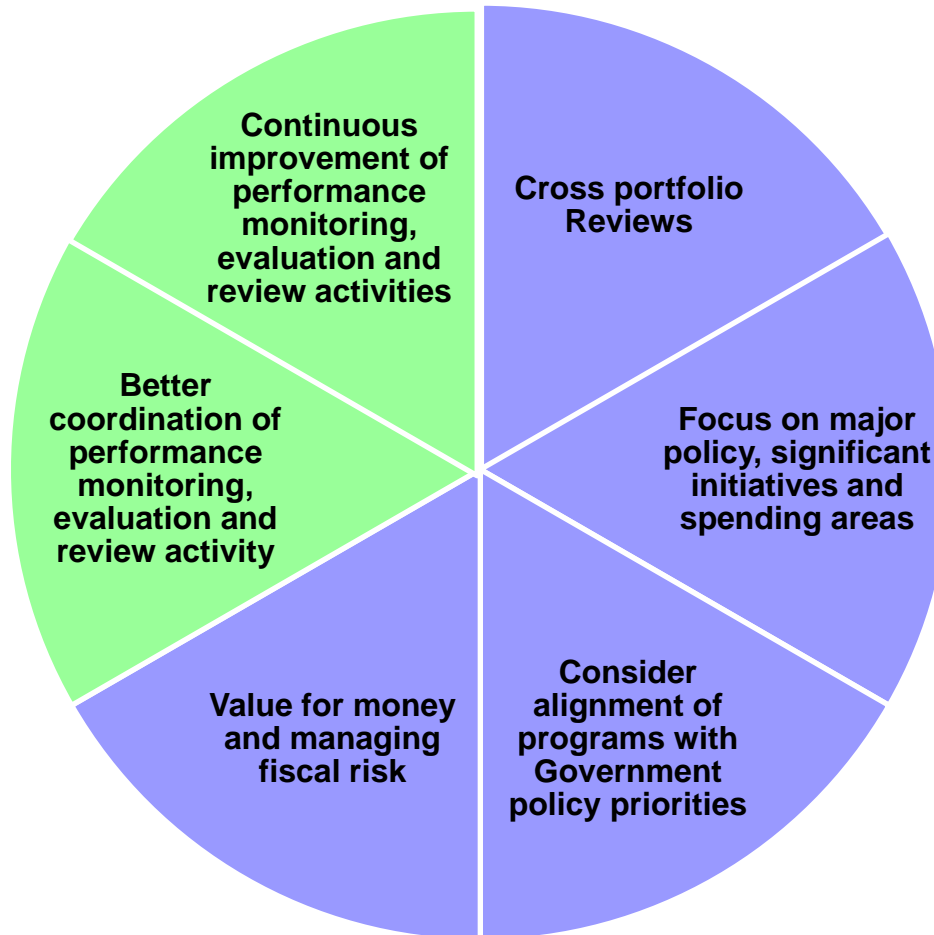 Continuous
improvement of
performance
monitoring,
evaluation and
review activities
Cross portfolio
Reviews
Better
coordination of
performance
monitoring,
evaluation and
review activity
Focus on major
policy, significant
initiatives and
spending areas
Value for money
and managing
fiscal risk
Consider
alignment of
programs with
Government
policy priorities